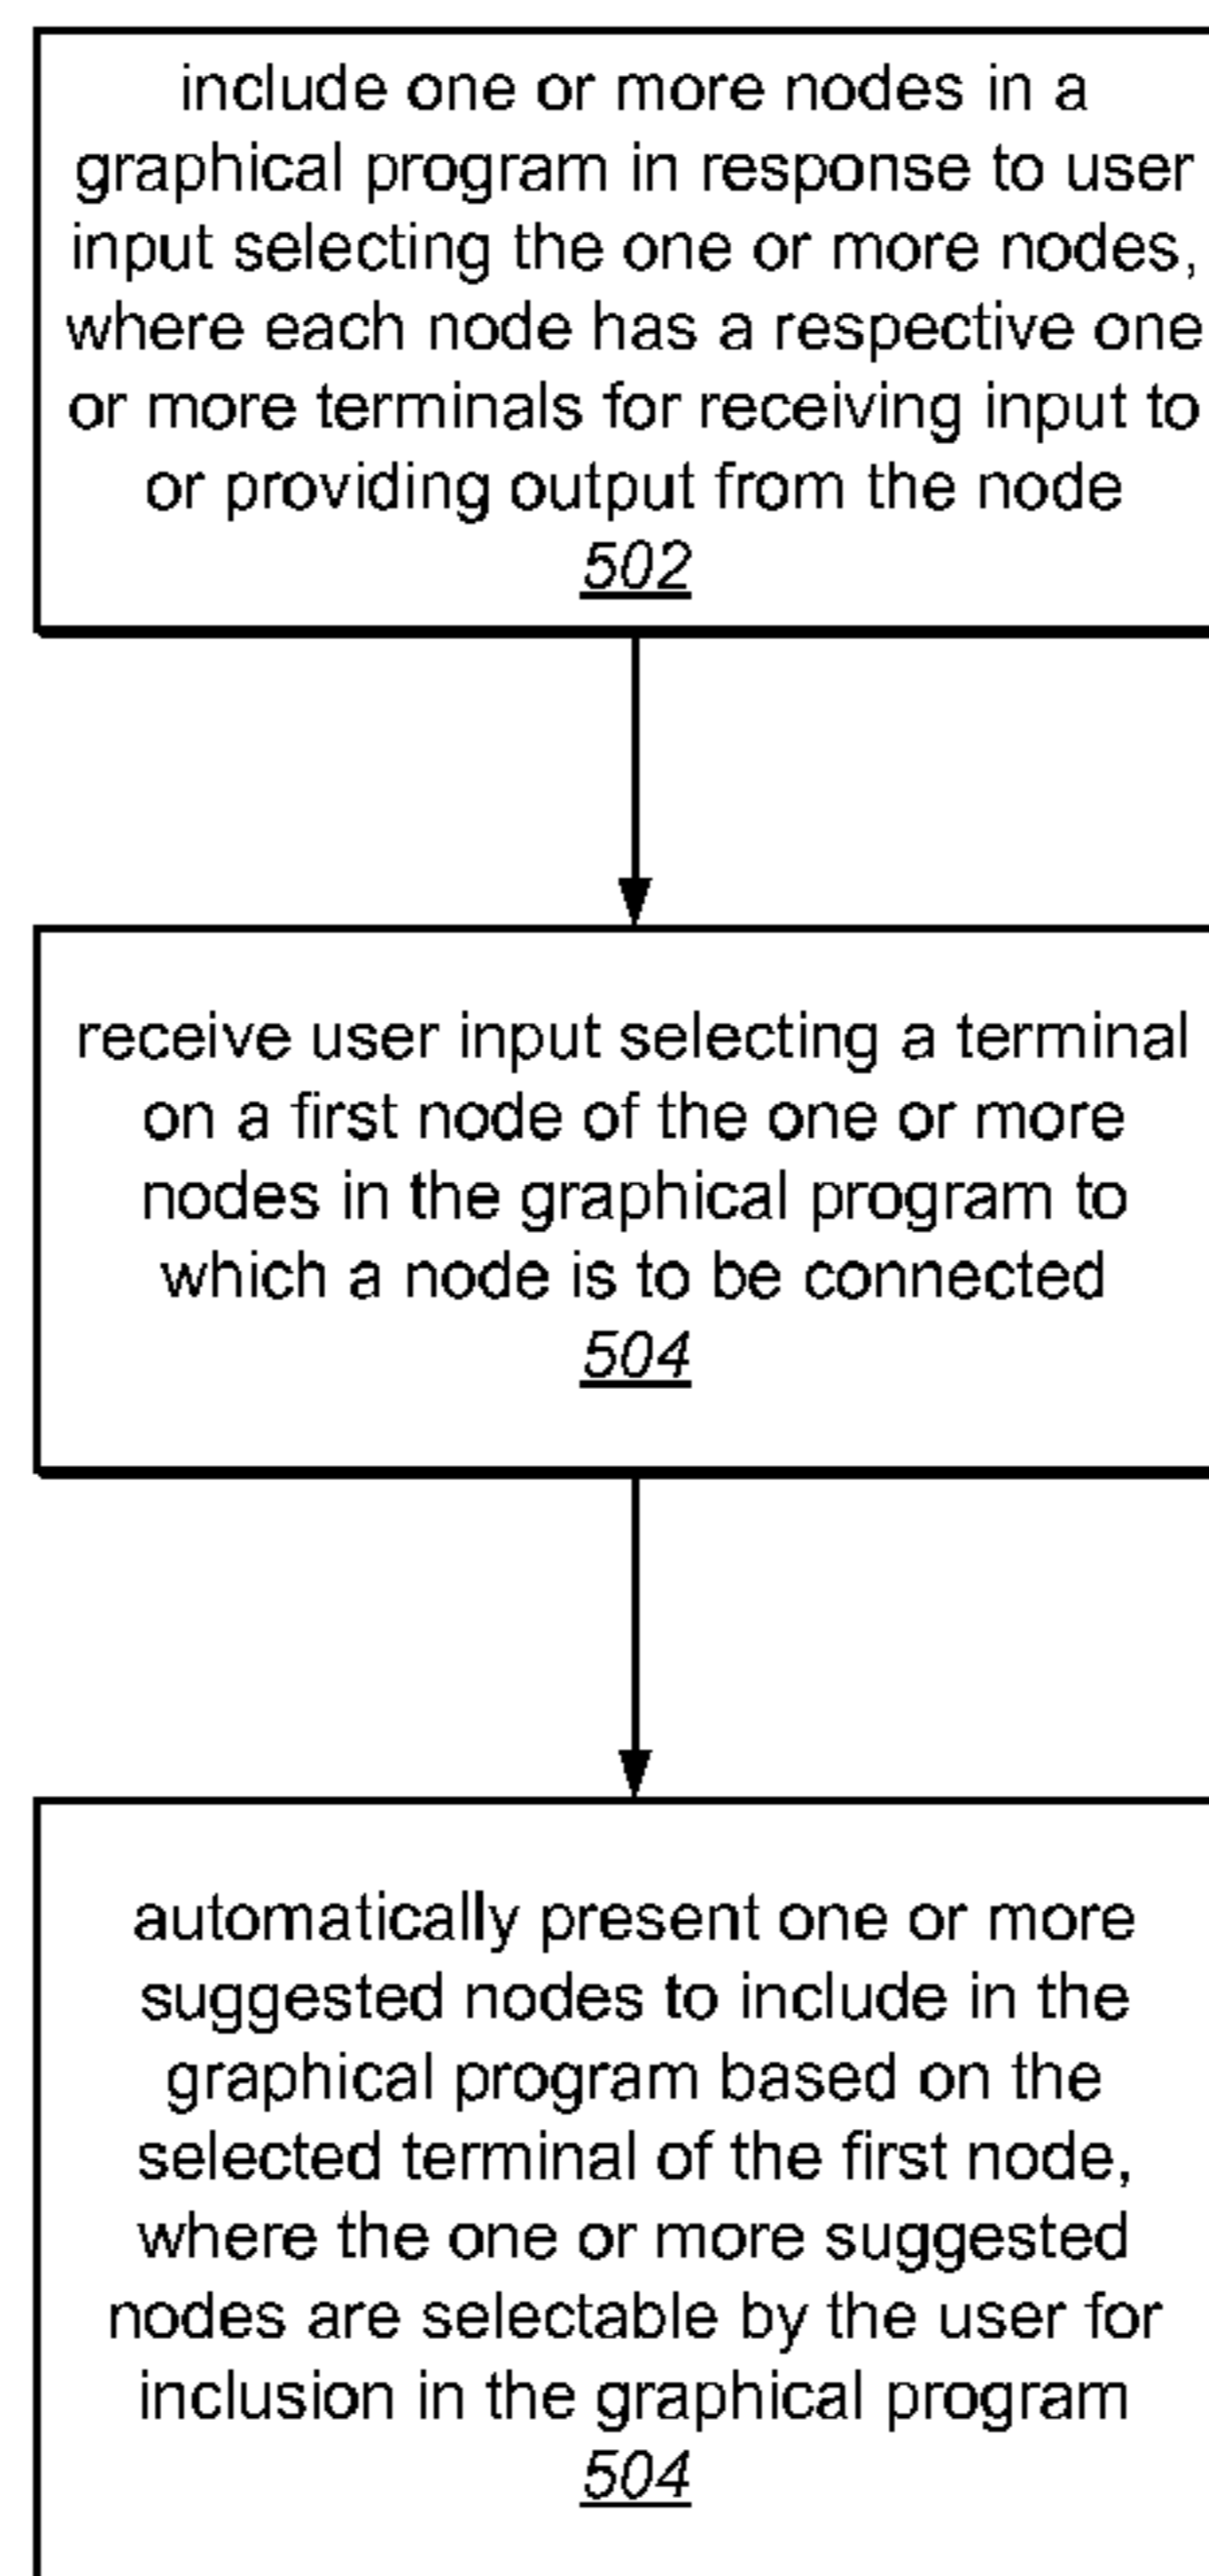 include one or more nodes in a
graphical program in response to user
input selecting the one or more nodes,
where each node has a respective one
or more terminals for receiving input to
or providing output from the node
502
receive user input selecting a terminal
on a first node of the one or more
nodes in the graphical program to
which a node is to be connected
504
automatically present one or more
suggested nodes to include in the
graphical program based on the
selected terminal of the first node,
where the one or more suggested
nodes are selectable by the user for
inclusion in the graphical program
504